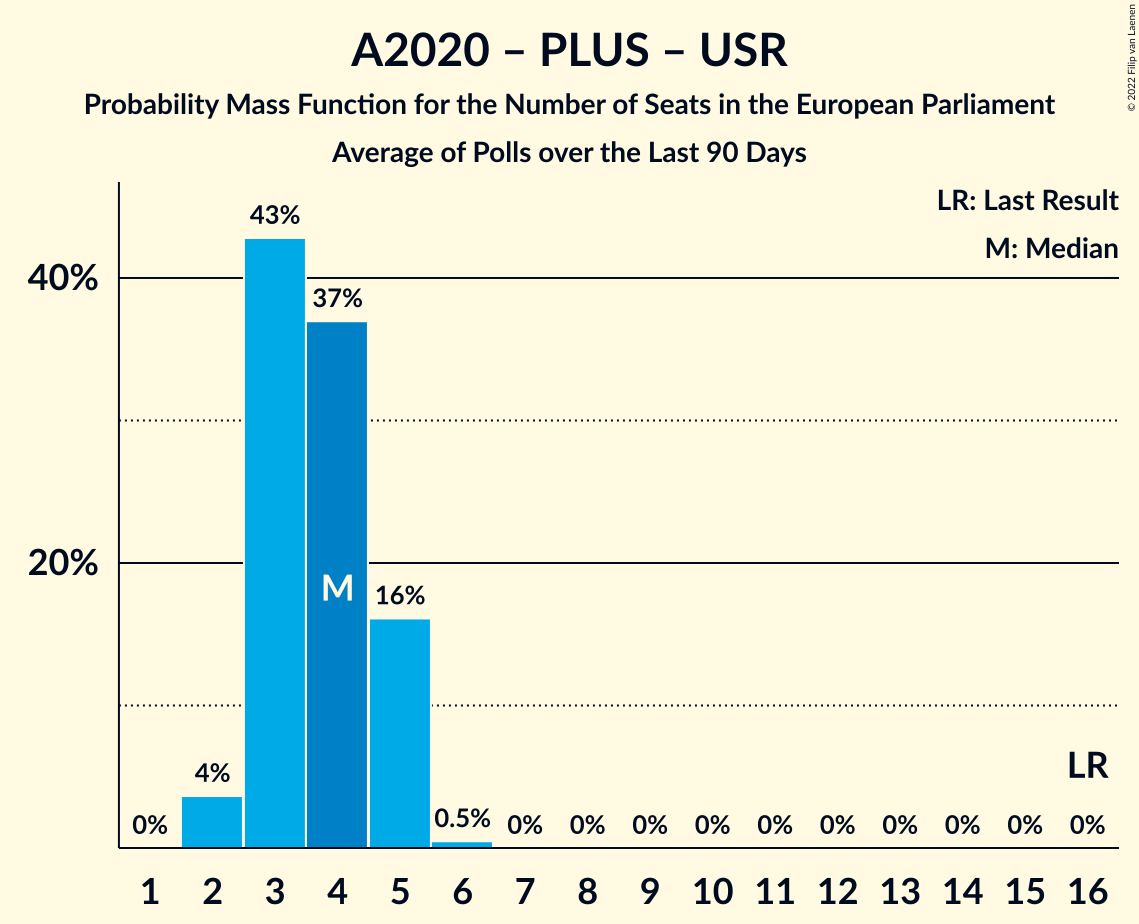 A2020 – PLUS – USR
Probability Mass Function for the Number of Seats in the European Parliament
Average of Polls over the Last 90 Days
© 2022 Filip van Laenen
LR: Last Result
M: Median
43%
40%
37%
20%
M
16%
LR
4%
0%
0.5%
0% 0% 0% 0% 0% 0% 0% 0% 0% 0%
1 2 3 4 5 6 7 8 9 10 11 12 13 14 15 16